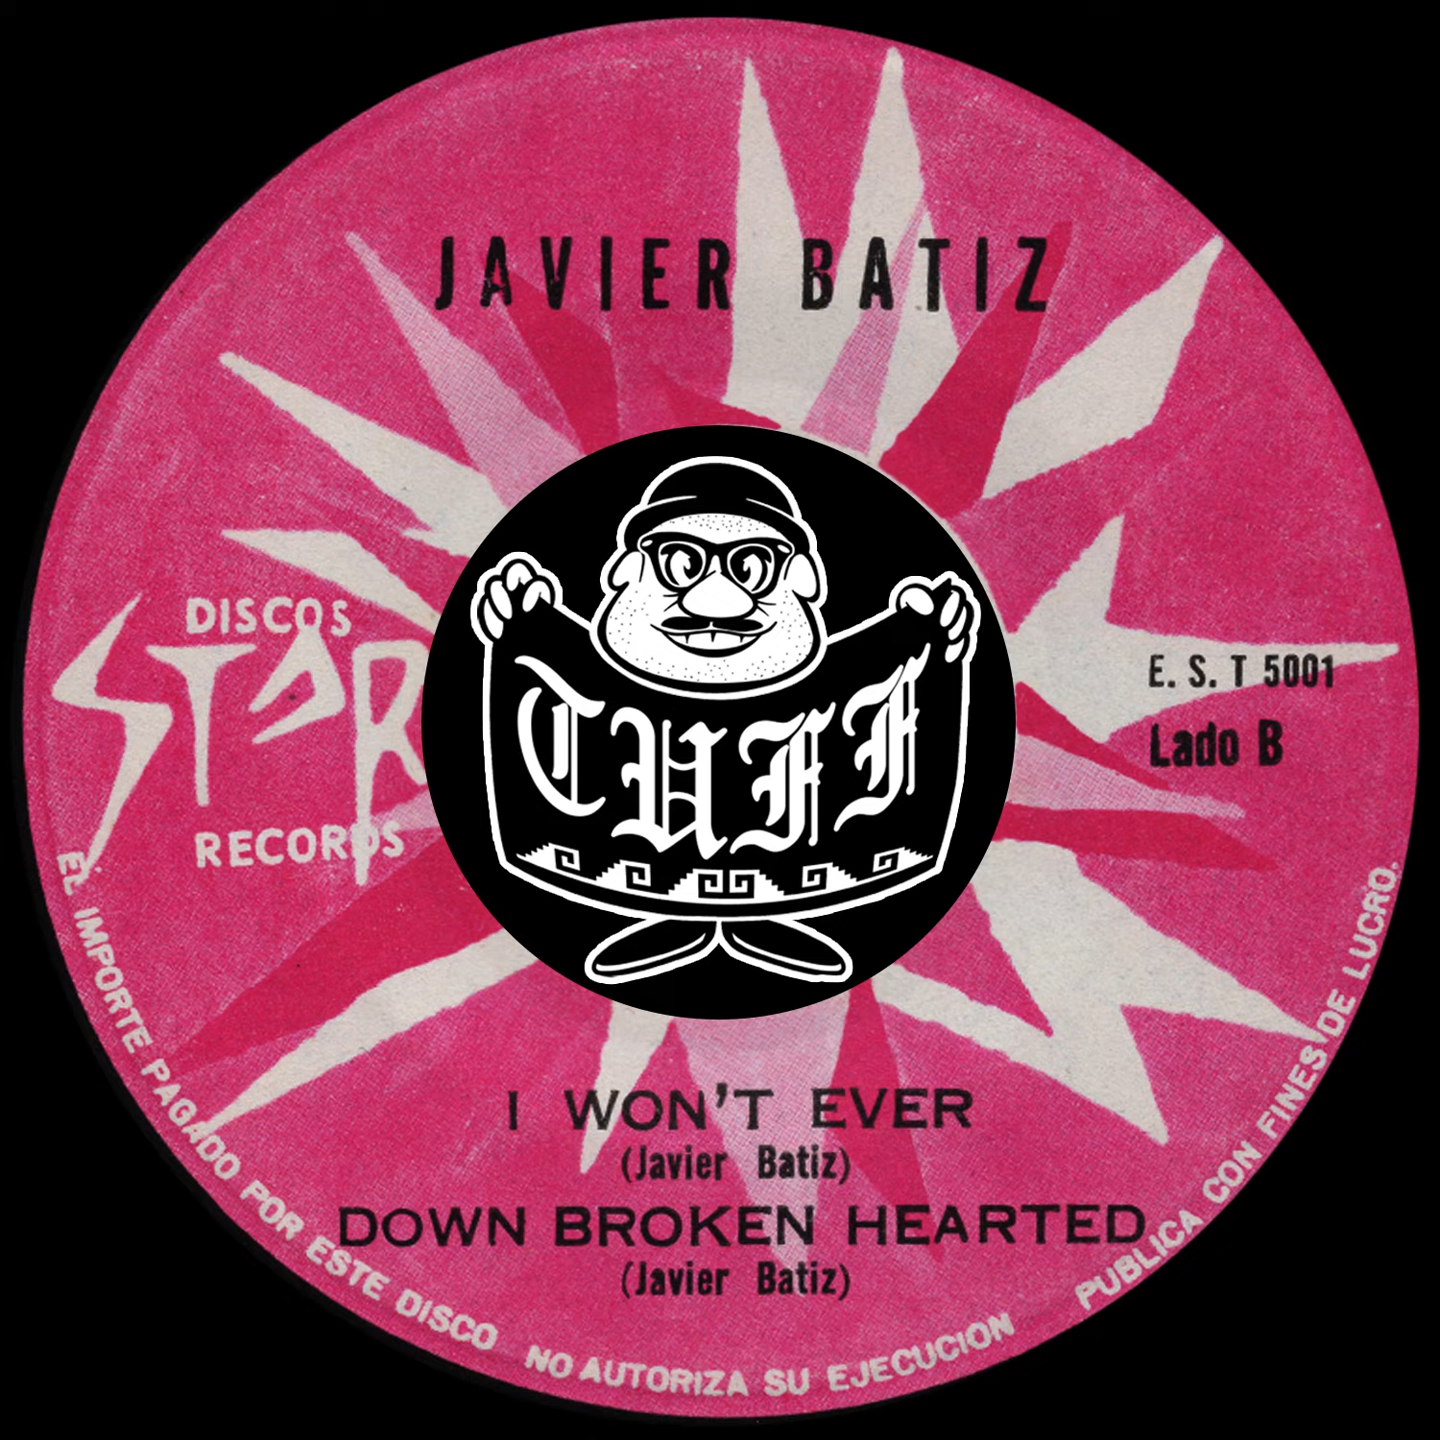 JAVIER BATIZ
DISCOS
STAR
RECORDS
E. S. T 5001
Lado B
TUFF
I WON'T EVER
(Javier Batiz)
DOWN BROKEN HEARTED
(Javier Batiz)
EL IMPORTE PAGADO POR ESTE DISCO NO AUTORIZA SU EJECUCION PUBLICA CON FINES DE LUCRO.